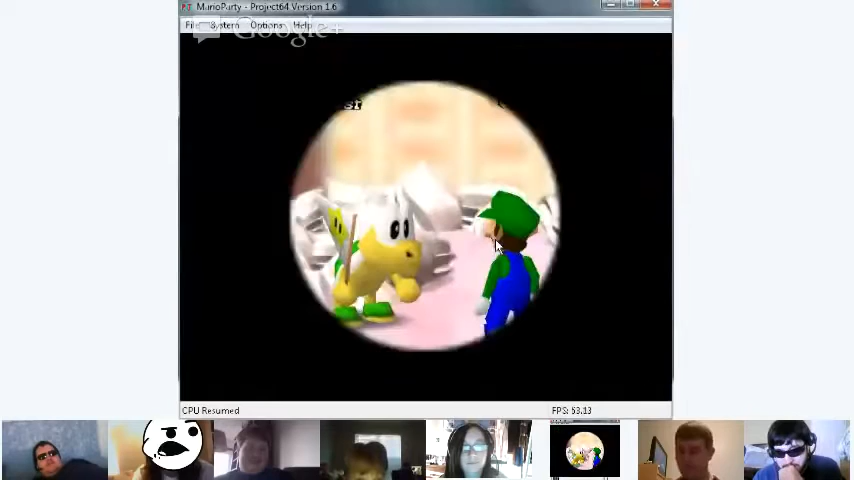 MarioParty - Project64 Version 1.6
File System Options Help
Google+
CPU Resumed
FPS: 53.13